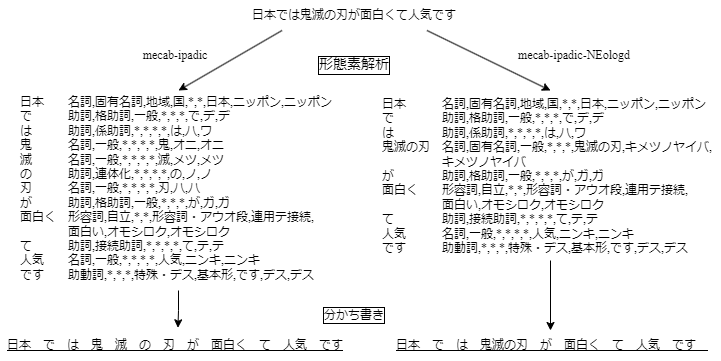 日本では鬼滅の刃が面白くて人気です
mecab-ipadic
mecab-ipadic-NEologd
形態素解析
日本 名詞,固有名詞,地域,国,*,*,日本,ニッポン,ニッポン
で 助詞,格助詞,一般,*,*,*,で,デ,デ
は 助詞,係助詞,*,*,*,*,は,ハ,ワ
鬼 名詞,一般,*,*,*,*,鬼,オニ,オニ
滅 名詞,一般,*,*,*,*,滅,メツ,メツ
の 助詞,連体化,*,*,*,*,の,ノ,ノ
刃 名詞,一般,*,*,*,*,刃,ハ,ハ
が 助詞,格助詞,一般,*,*,*,が,ガ,ガ
面白く 形容詞,自立,*,*,形容詞・アウオ段,連用テ接続,
面白い,オモシロク,オモシロク
て 助詞,接続助詞,*,*,*,*,て,テ,テ
人気 名詞,一般,*,*,*,*,人気,ニンキ,ニンキ
です 助動詞,*,*,*,特殊・デス,基本形,です,デス,デス
日本 名詞,固有名詞,地域,国,*,*,日本,ニッポン,ニッポン
で 助詞,格助詞,一般,*,*,*,で,デ,デ
は 助詞,係助詞,*,*,*,*,は,ハ,ワ
鬼滅の刃 名詞,固有名詞,一般,*,*,*,鬼滅の刃,キメツノヤイバ,
キメツノヤイバ
が 助詞,格助詞,一般,*,*,*,が,ガ,ガ
面白く 形容詞,自立,*,*,形容詞・アウオ段,連用テ接続,
面白い,オモシロク,オモシロク
て 助詞,接続助詞,*,*,*,*,て,テ,テ
人気 名詞,一般,*,*,*,*,人気,ニンキ,ニンキ
です 助動詞,*,*,*,特殊・デス,基本形,です,デス,デス
分かち書き
日本 で は 鬼 滅 の 刃 が 面白く て 人気 です
日本 で は 鬼滅の刃 が 面白く て 人気 です